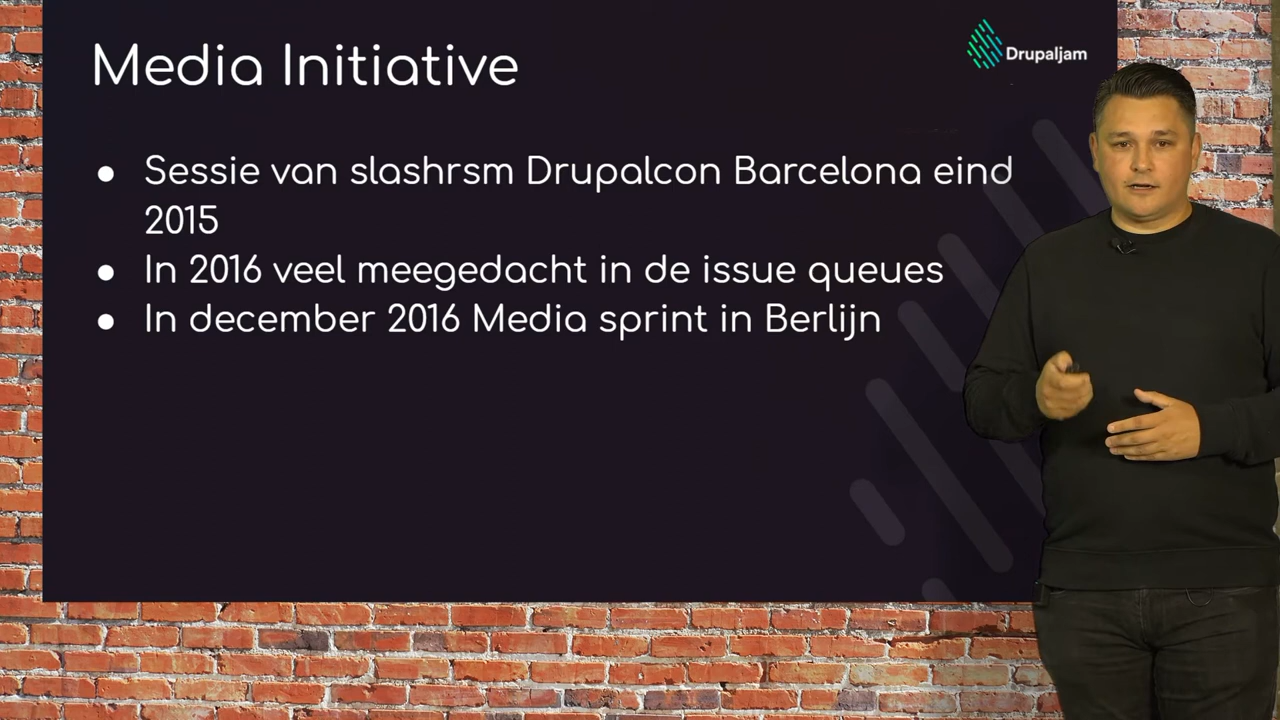 Media Initiative
Drupaljam
● Sessie van slashrsm Drupalcon Barcelona eind
2015
● In 2016 veel meegedacht in de issue queues
● In december 2016 Media sprint in Berlijn